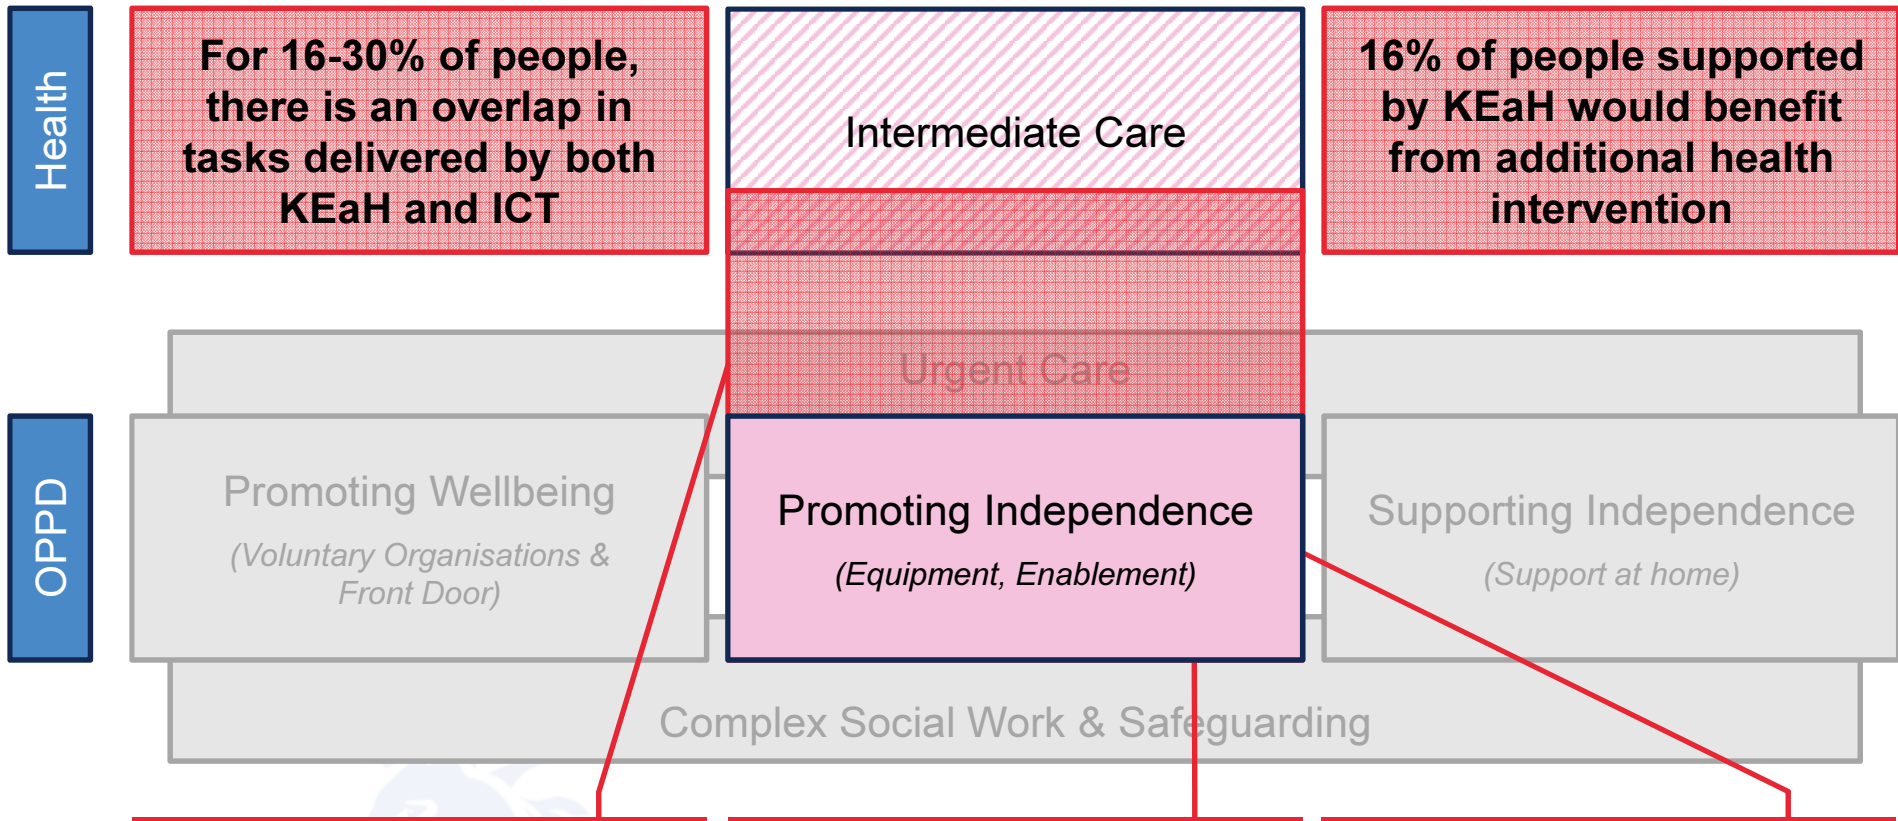 Health
For 16-30% of people,
there is an overlap in
tasks delivered by both
KEaH and ICT
Intermediate Care
16% of people supported
by KEaH would benefit
from additional health
intervention
Urgent Care
OPPD
Promoting Wellbeing
(Voluntary Organisations &
Front Door)
Promoting Independence
(Equipment, Enablement)
Supporting Independence
(Support at home)
Complex Social Work & Safeguarding